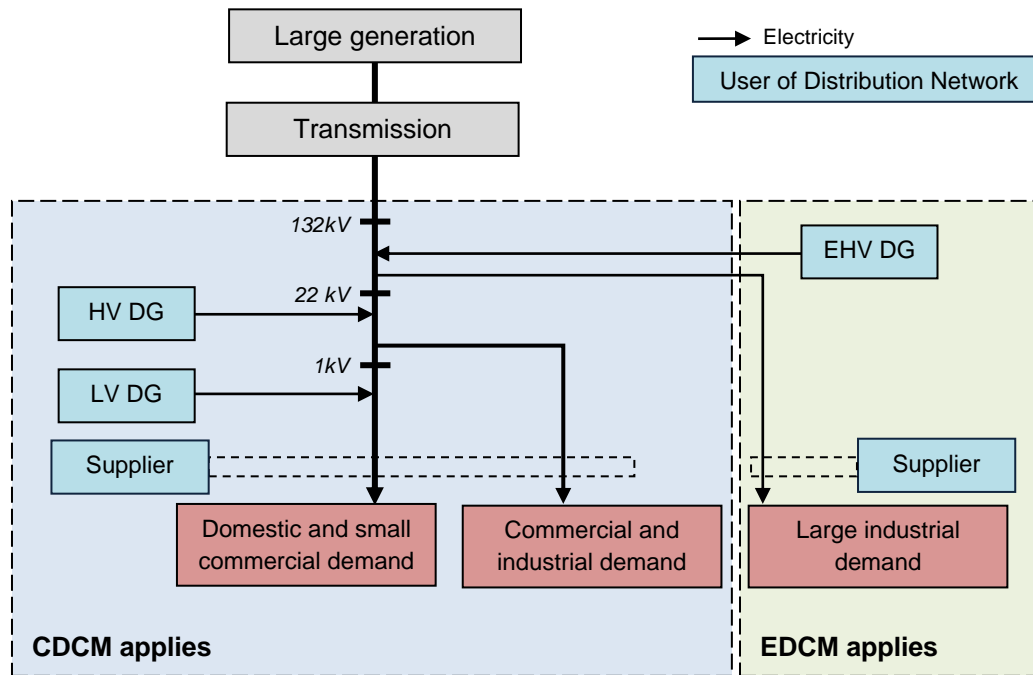 Large generation
Electricity
User of Distribution Network
Transmission
132kV
EHV DG
22 kV
HV DG
1kV
LV DG
Supplier
Supplier
Domestic and small
commercial demand
Commercial and
industrial demand
Large industrial
demand
CDCM applies
EDCM applies